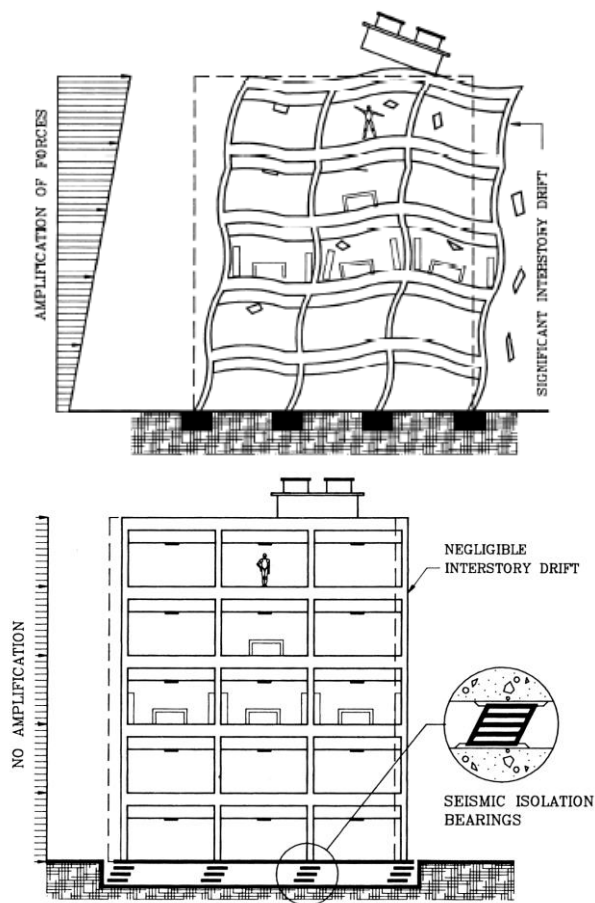 AMPLIFICATION OF FORCES
SIGNIFICANT INTERSTORY DRIFT
NO AMPLIFICATION
NEGLIGIBLE
INTERSTORY DRIFT
SEISMIC ISOLATION
BEARINGS